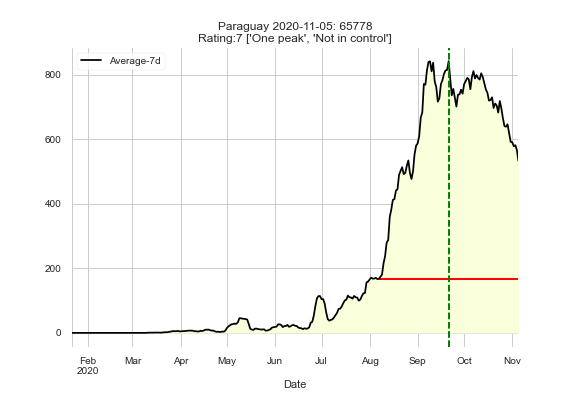 Paraguay 2020-11-05: 65778
Rating:7 ['One peak', 'Not in control']
Average-7d
800
600
400
200
0
Feb Mar Apr May Jun Jul Aug Sep Oct Nov
2020
Date